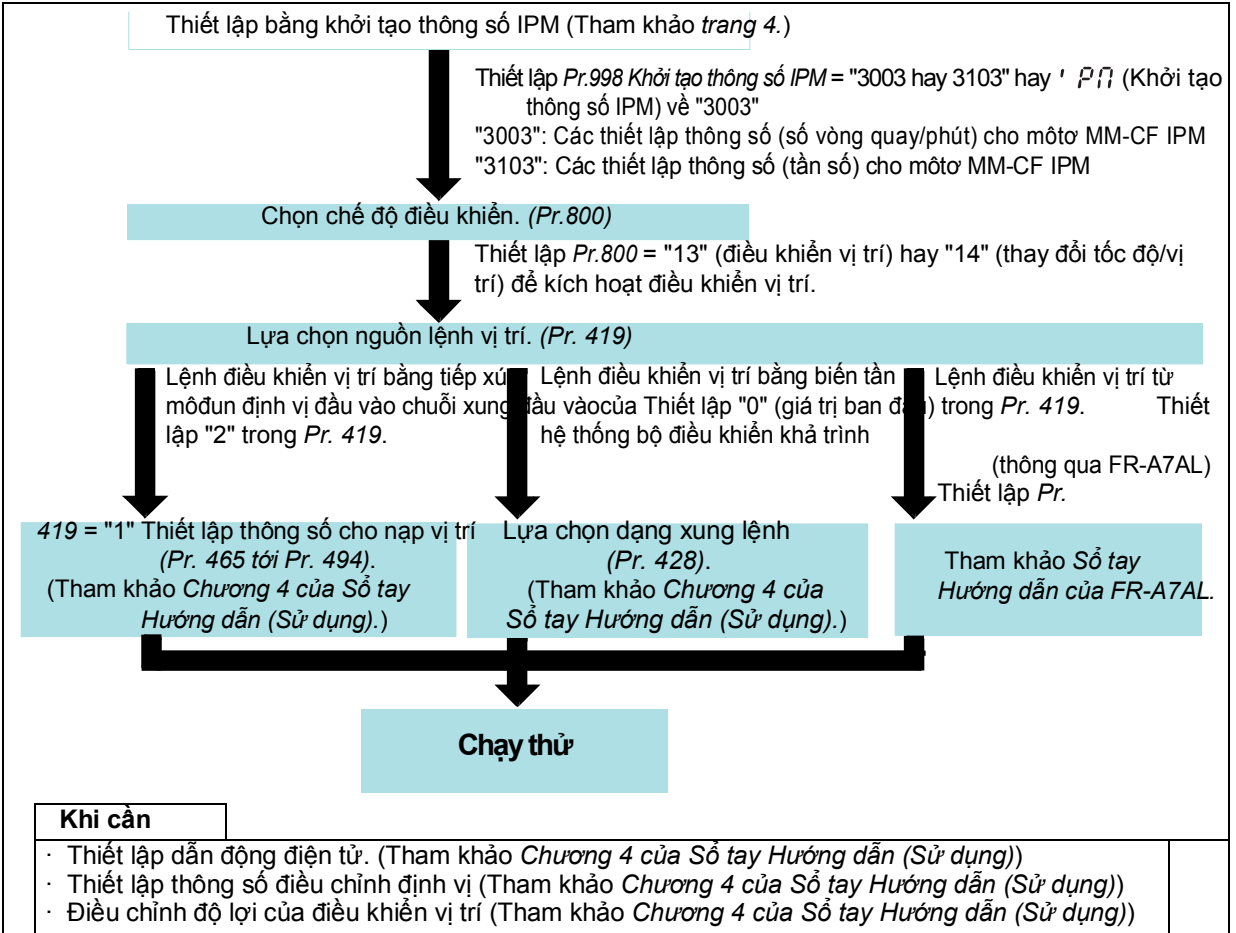 Thiết lập bằng khởi tạo thông số IPM (Tham khảo trang 4.)
Thiết lập Pr.998 Khởi tạo thông số IPM = "3003 hay 3103" hay IPM (Khởi tạo
thông số IPM) về "3003"
"3003": Các thiết lập thông số (số vòng quay/phút) cho môtơ MM-CF IPM
"3103": Các thiết lập thông số (tần số) cho môtơ MM-CF IPM
Chọn chế độ điều khiển. (Pr.800)
Thiết lập Pr.800 = "13" (điều khiển vị trí) hay "14" (thay đổi tốc độ/vị
trí) để kích hoạt điều khiển vị trí.
Lựa chọn nguồn lệnh vị trí. (Pr. 419)
Lệnh điều khiển vị trí bằng tiếp xúc
môđun định vị đầu vào chuỗi xung
lập "2" trong Pr. 419.
Lệnh điều khiển vị trí bằng biến tần
đầu vàocủa Thiết lập "0" (giá trị ban đầu) trong Pr. 419. Thiết
hệ thống bộ điều khiển khả trình
Lệnh điều khiển vị trí từ
(thông qua FR-A7AL)
Thiết lập Pr.
419 = "1" Thiết lập thông số cho nạp vị trí
(Pr. 465 tới Pr. 494).
(Tham khảo Chương 4 của Sổ tay
Hướng dẫn (Sử dụng).)
Lựa chọn dạng xung lệnh
(Pr. 428).
(Tham khảo Chương 4 của
Sổ tay Hướng dẫn (Sử dụng).)
Tham khảo Sổ tay
Hướng dẫn của FR-A7AL.
Chạy thử
Khi cần
· Thiết lập dẫn động điện tử. (Tham khảo Chương 4 của Sổ tay Hướng dẫn (Sử dụng))
· Thiết lập thông số điều chỉnh định vị (Tham khảo Chương 4 của Sổ tay Hướng dẫn (Sử dụng))
· Điều chỉnh độ lợi của điều khiển vị trí (Tham khảo Chương 4 của Sổ tay Hướng dẫn (Sử dụng))